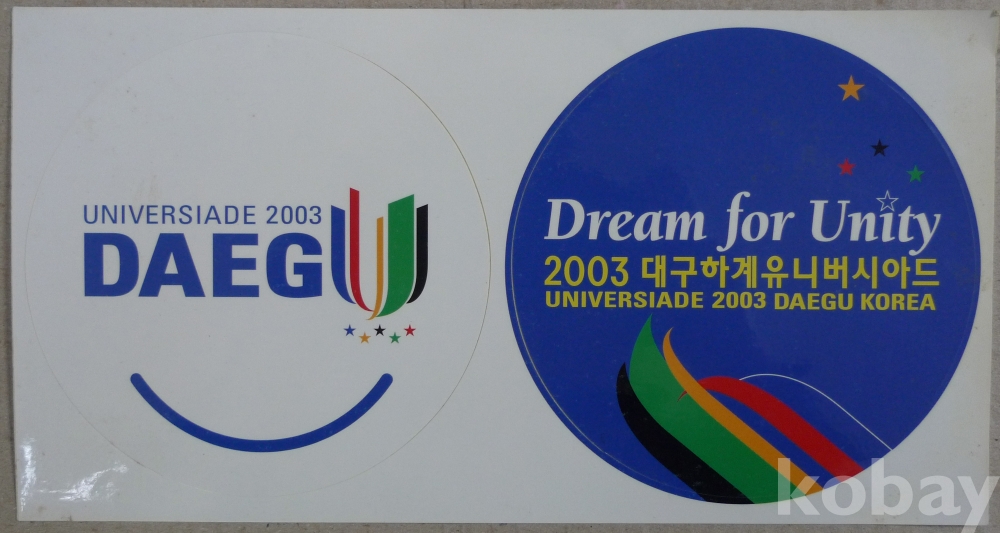 UNIVERSIADE 2003
DAEGU
Dream for Unity
2003 대구하계유니버시아드
UNIVERSIADE 2003 DAEGU KOREA
kobay